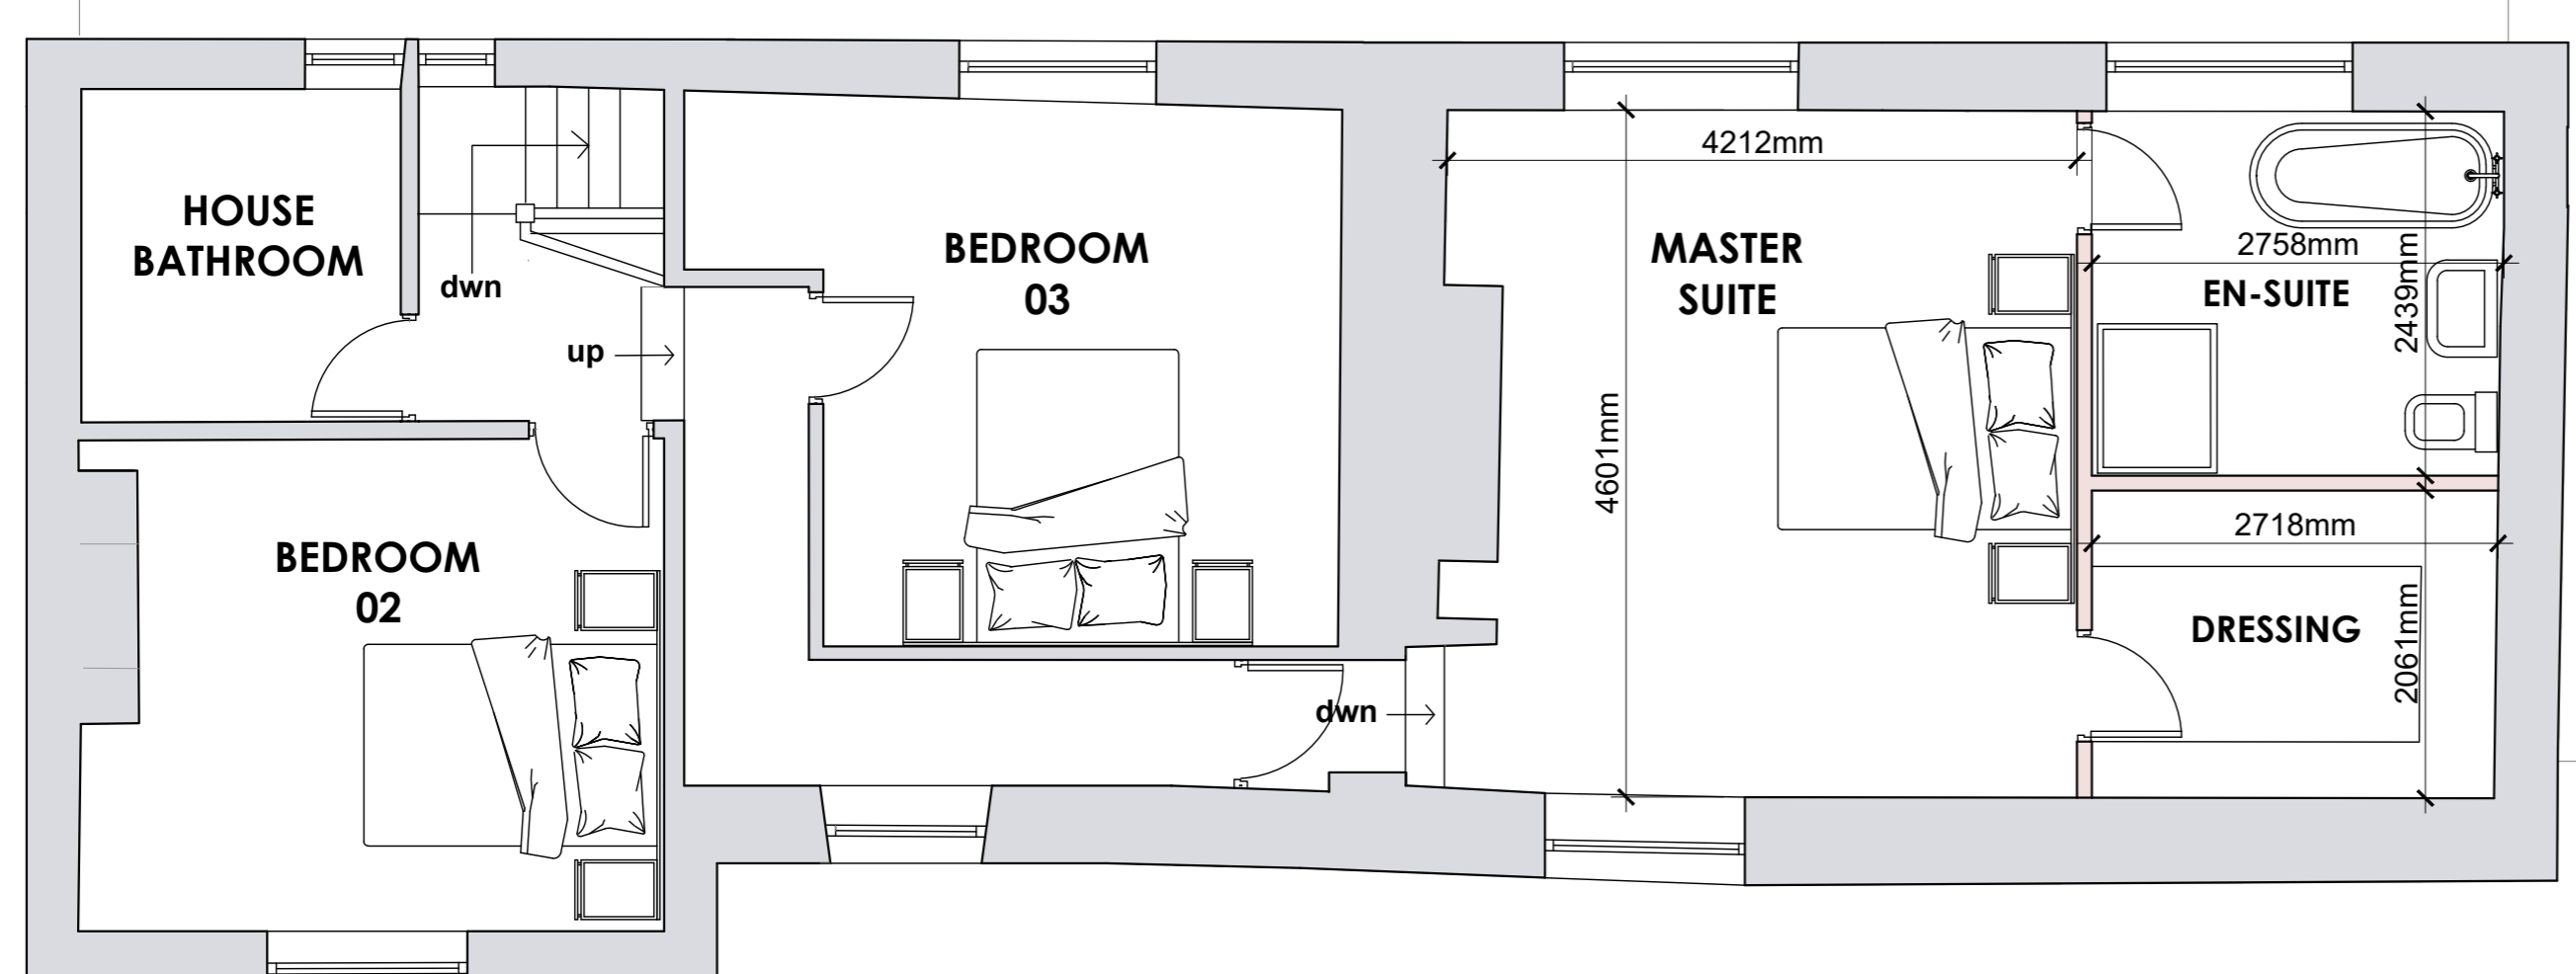 HOUSE
BATHROOM
dwn
up
BEDROOM
02
BEDROOM
03
dwn
MASTER
SUITE
4212mm
4601mm
EN-SUITE
2758mm
2439mm
DRESSING
2718mm
2061mm